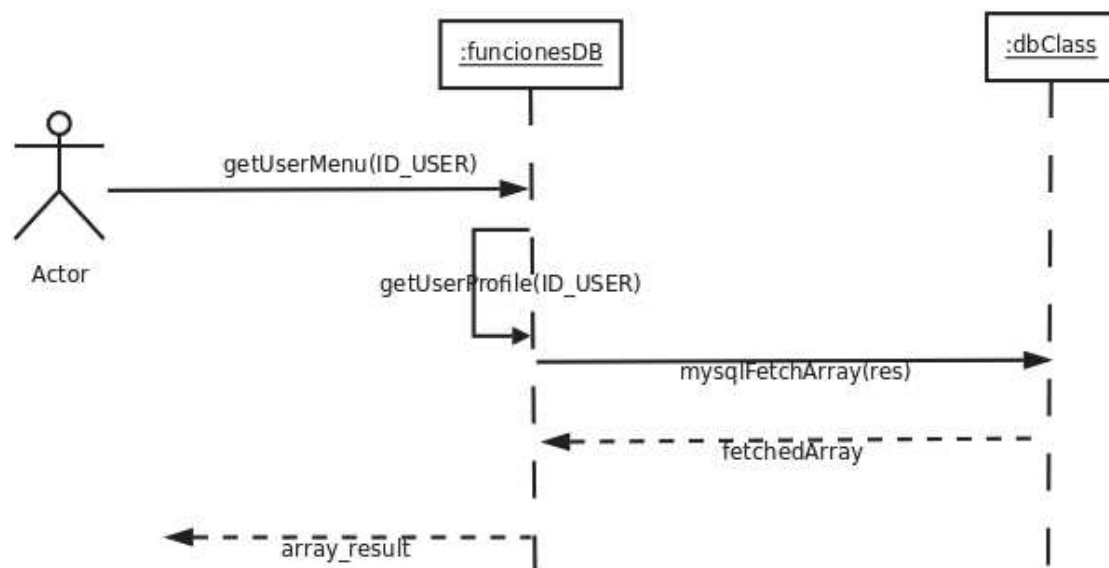 :funcionesDB
:dbClass
getUserMenu(ID_USER)
Actor
getUserProfile(ID_USER)
mysqlFetchArray(res)
fetchedArray
array_result